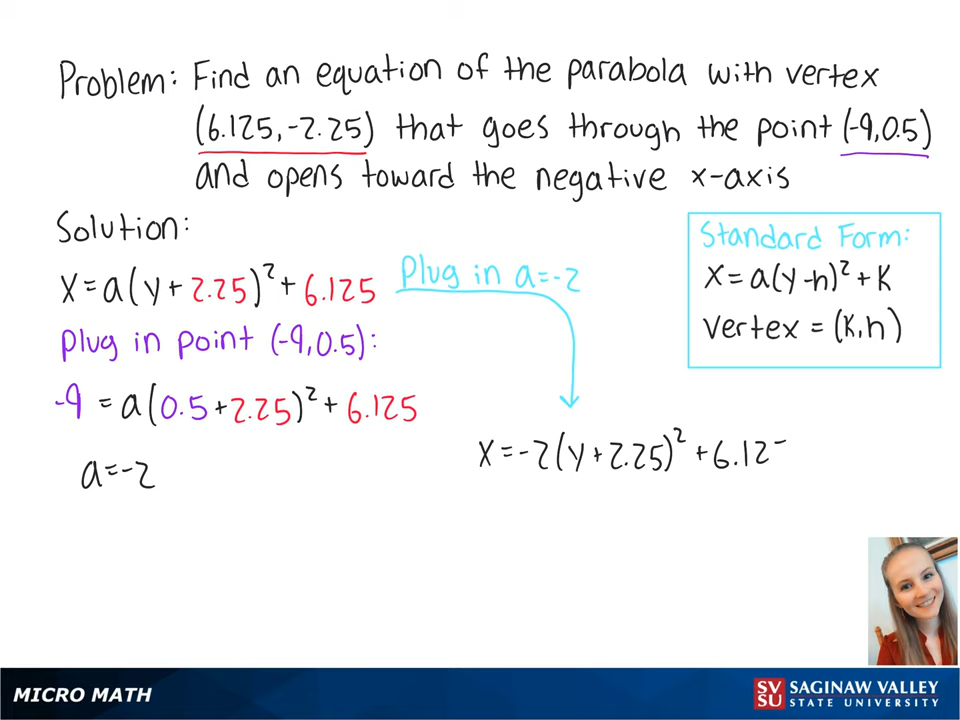 Problem: Find an equation of the parabola with vertex
(6.125, -2.25) that goes through the point (-9, 0.5)
and opens toward the negative x-axis
Solution:
x = a(y + 2.25)² + 6.125
Plug in a = -2
Standard Form:
x = a(y - h)² + K
vertex = (K, h)
Plug in point (-9, 0.5):
-9 = a(0.5 + 2.25)² + 6.125
a = -2
x = -2(y + 2.25)² + 6.12
MICRO MATH
SV
SU
SAGINAW VALLEY
STATE UNIVERSITY